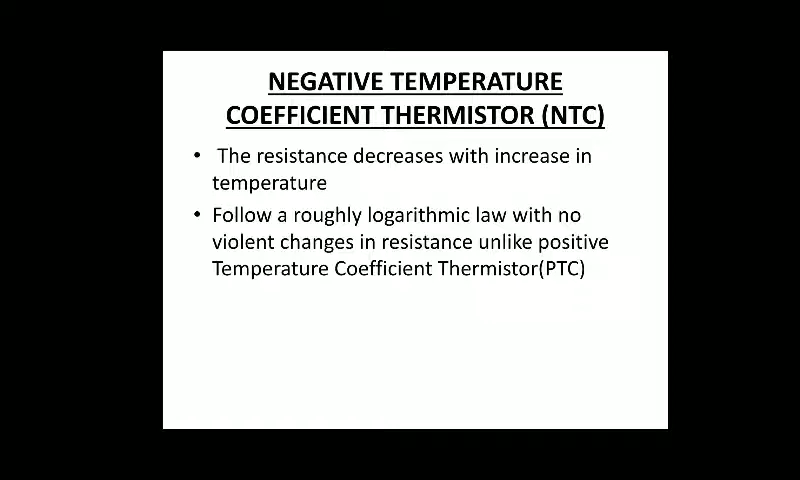 NEGATIVE TEMPERATURE
COEFFICIENT THERMISTOR (NTC)
• The resistance decreases with increase in
temperature
• Follow a roughly logarithmic law with no
violent changes in resistance unlike positive
Temperature Coefficient Thermistor(PTC)